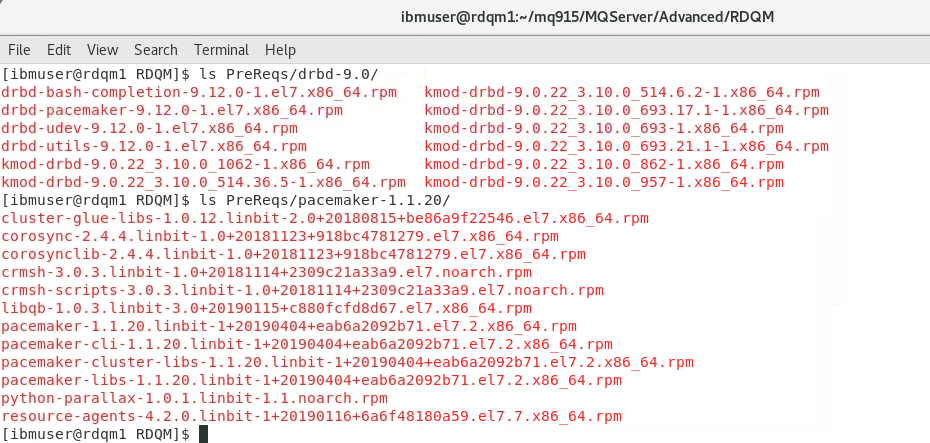 ibmuser@rdqm1:~/mq915/MQServer/Advanced/RDQM
File Edit View Search Terminal Help
[ibmuser@rdqm1 RDQM]$ ls PreReqs/drbd-9.0/
drbd-bash-completion-9.12.0-1.el7.x86_64.rpm kmod-drbd-9.0.22_3.10.0_514.6.2-1.x86_64.rpm
drbd-pacemaker-9.12.0-1.el7.x86_64.rpm kmod-drbd-9.0.22_3.10.0_693.17.1-1.x86_64.rpm
drbd-udev-9.12.0-1.el7.x86_64.rpm kmod-drbd-9.0.22_3.10.0_693-1.x86_64.rpm
drbd-utils-9.12.0-1.el7.x86_64.rpm kmod-drbd-9.0.22_3.10.0_693.21.1-1.x86_64.rpm
kmod-drbd-9.0.22_3.10.0_1062-1.x86_64.rpm kmod-drbd-9.0.22_3.10.0_862-1.x86_64.rpm
kmod-drbd-9.0.22_3.10.0_514.36.5-1.x86_64.rpm kmod-drbd-9.0.22_3.10.0_957-1.x86_64.rpm
[ibmuser@rdqm1 RDQM]$ ls PreReqs/pacemaker-1.1.20/
cluster-glue-libs-1.0.12.linbit-2.0+20180815+be86a9f22546.el7.x86_64.rpm
corosync-2.4.4.linbit-1.0+20181123+918bc4781279.el7.x86_64.rpm
corosynclib-2.4.4.linbit-1.0+20181123+918bc4781279.el7.x86_64.rpm
crmsh-3.0.3.linbit-1.0+20181114+2309c21a33a9.el7.noarch.rpm
crmsh-scripts-3.0.3.linbit-1.0+20181114+2309c21a33a9.el7.noarch.rpm
libqb-1.0.3.linbit-3.0+20190115+c880fcfd8d67.el7.x86_64.rpm
pacemaker-1.1.20.linbit-1+20190404+eab6a2092b71.el7.2.x86_64.rpm
pacemaker-cli-1.1.20.linbit-1+20190404+eab6a2092b71.el7.2.x86_64.rpm
pacemaker-cluster-libs-1.1.20.linbit-1+20190404+eab6a2092b71.el7.2.x86_64.rpm
pacemaker-libs-1.1.20.linbit-1+20190404+eab6a2092b71.el7.2.x86_64.rpm
python-parallax-1.0.1.linbit-1.1.noarch.rpm
resource-agents-4.2.0.linbit-1+20190116+6a6f48180a59.el7.7.x86_64.rpm
[ibmuser@rdqm1 RDQM]$